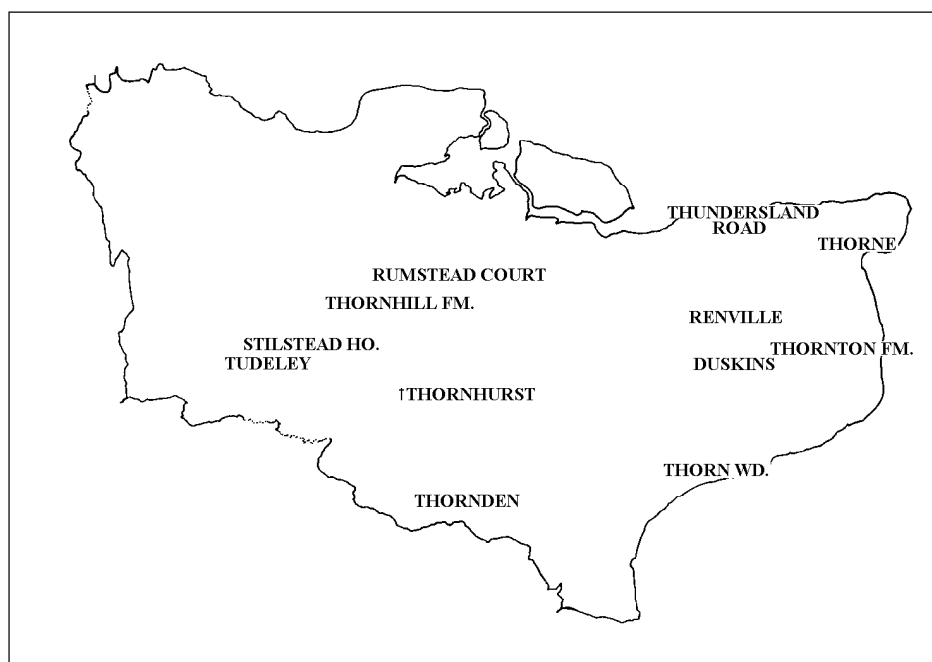 THUNDERSLAND
ROAD
THORNE
RUMSTEAD COURT
THORNHILL FM.
RENVILLE
STILSTEAD HO.
THORNTON FM.
TUDELEY
DUSKINS
†THORNHURST
THORN WD.
THORNDEN